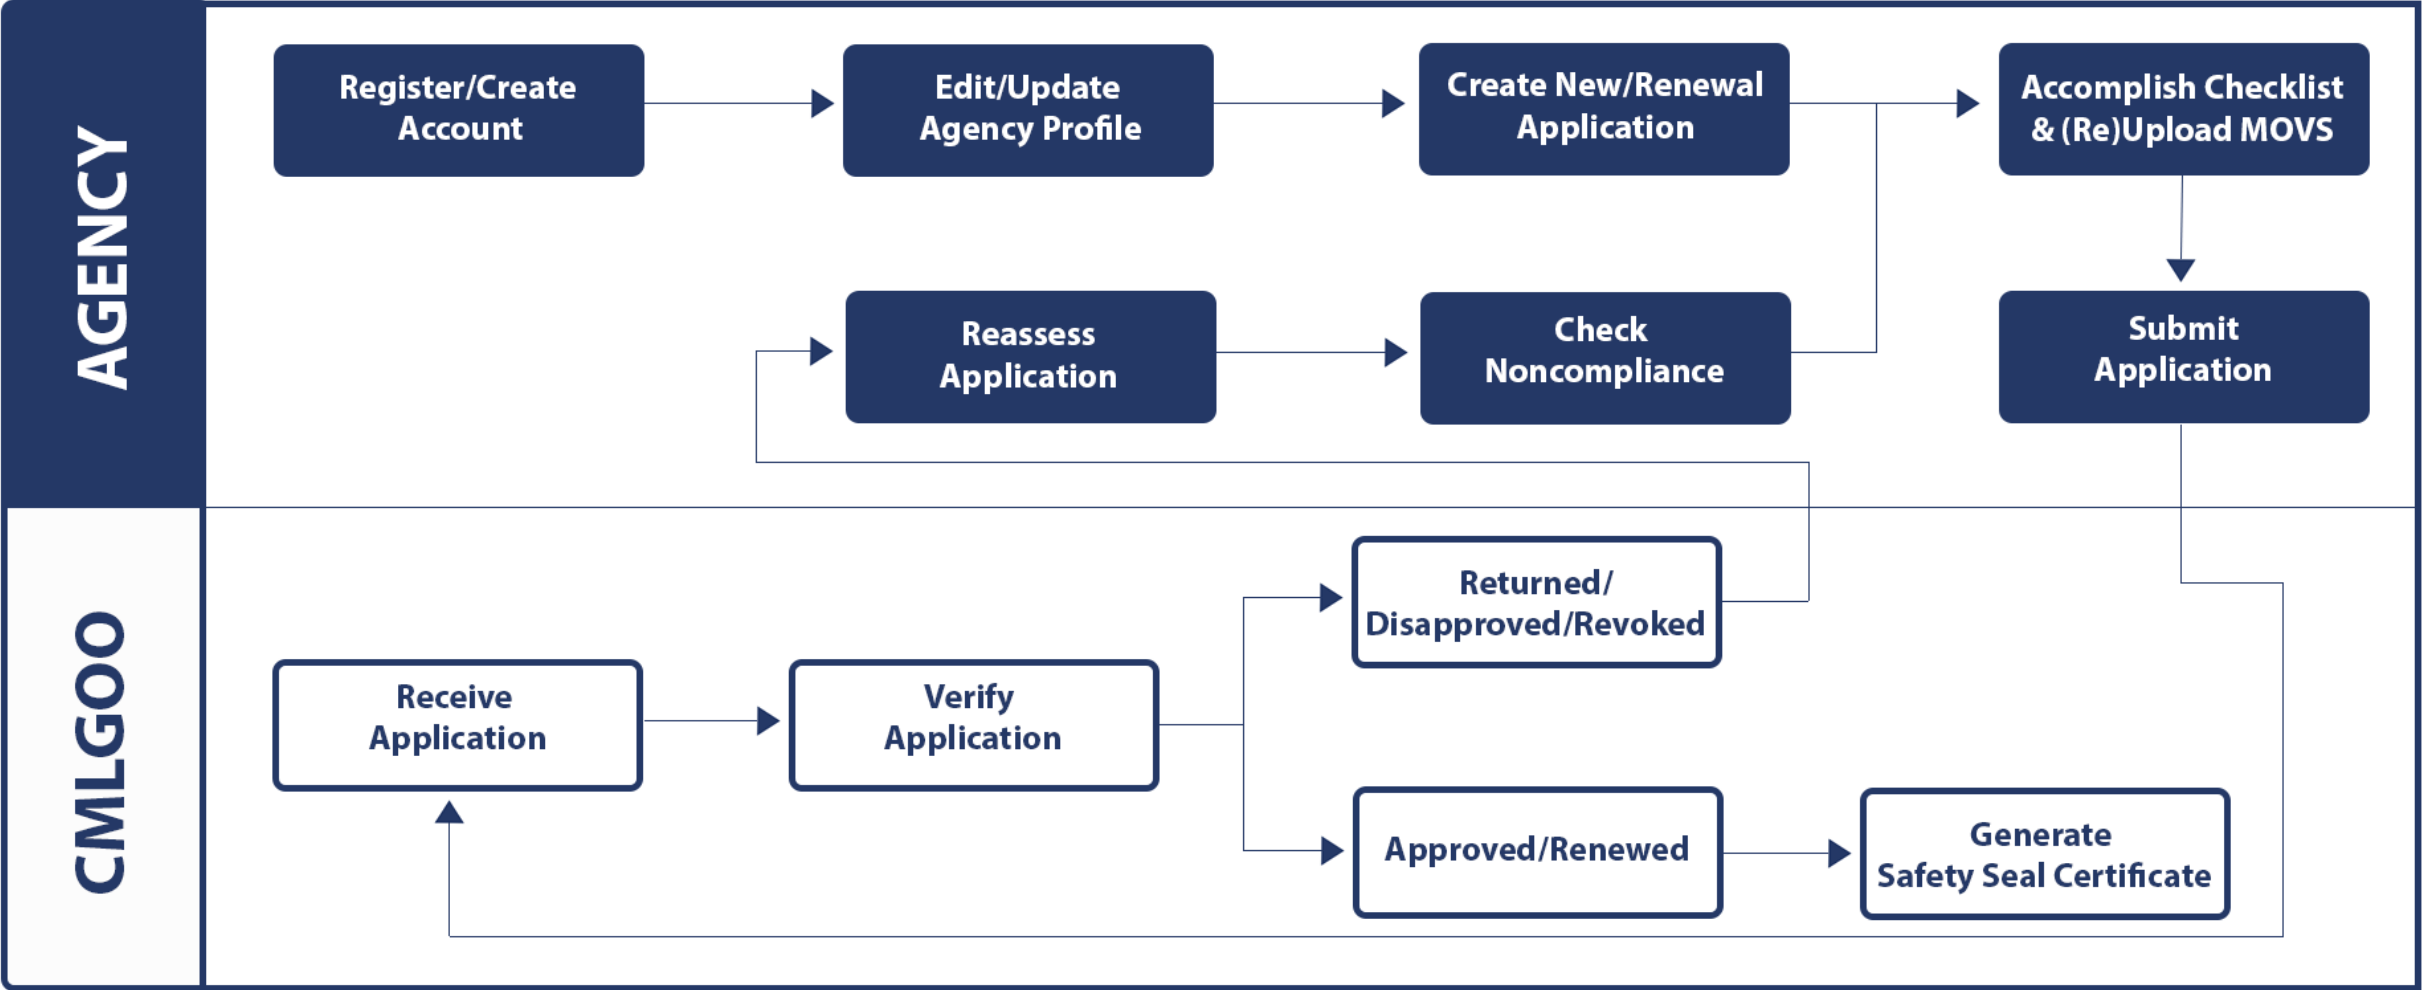 AGENCY
Register/Create
Account
Edit/Update
Agency Profile
Create New/Renewal
Application
Accomplish Checklist
& (Re)Upload MOVS
Reassess
Application
Check
Noncompliance
Submit
Application
CMLGOO
Receive
Application
Verify
Application
Returned/
Disapproved/Revoked
Approved/Renewed
Generate
Safety Seal Certificate